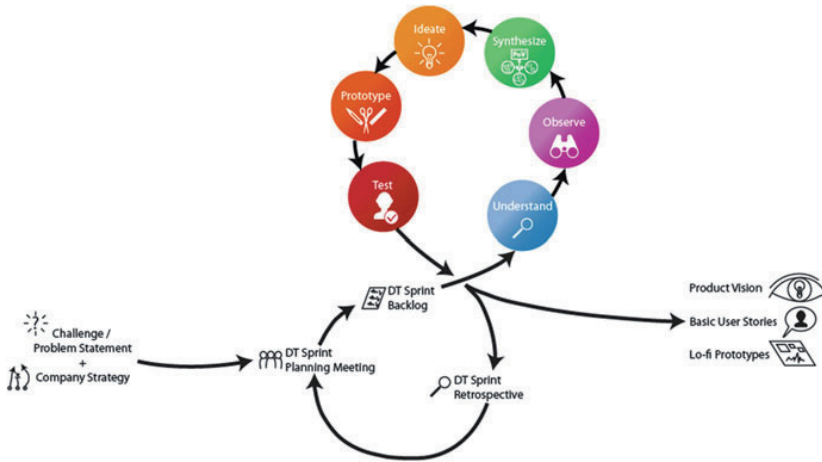 Ideate
Synthesize
PoV
Prototype
Observe
Test
Understand
DT Sprint
Backlog
Product Vision
Basic User Stories
Lo-fi Prototypes
?
Challenge /
Problem Statement
+
Company Strategy
DT Sprint
Planning Meeting
DT Sprint
Retrospective